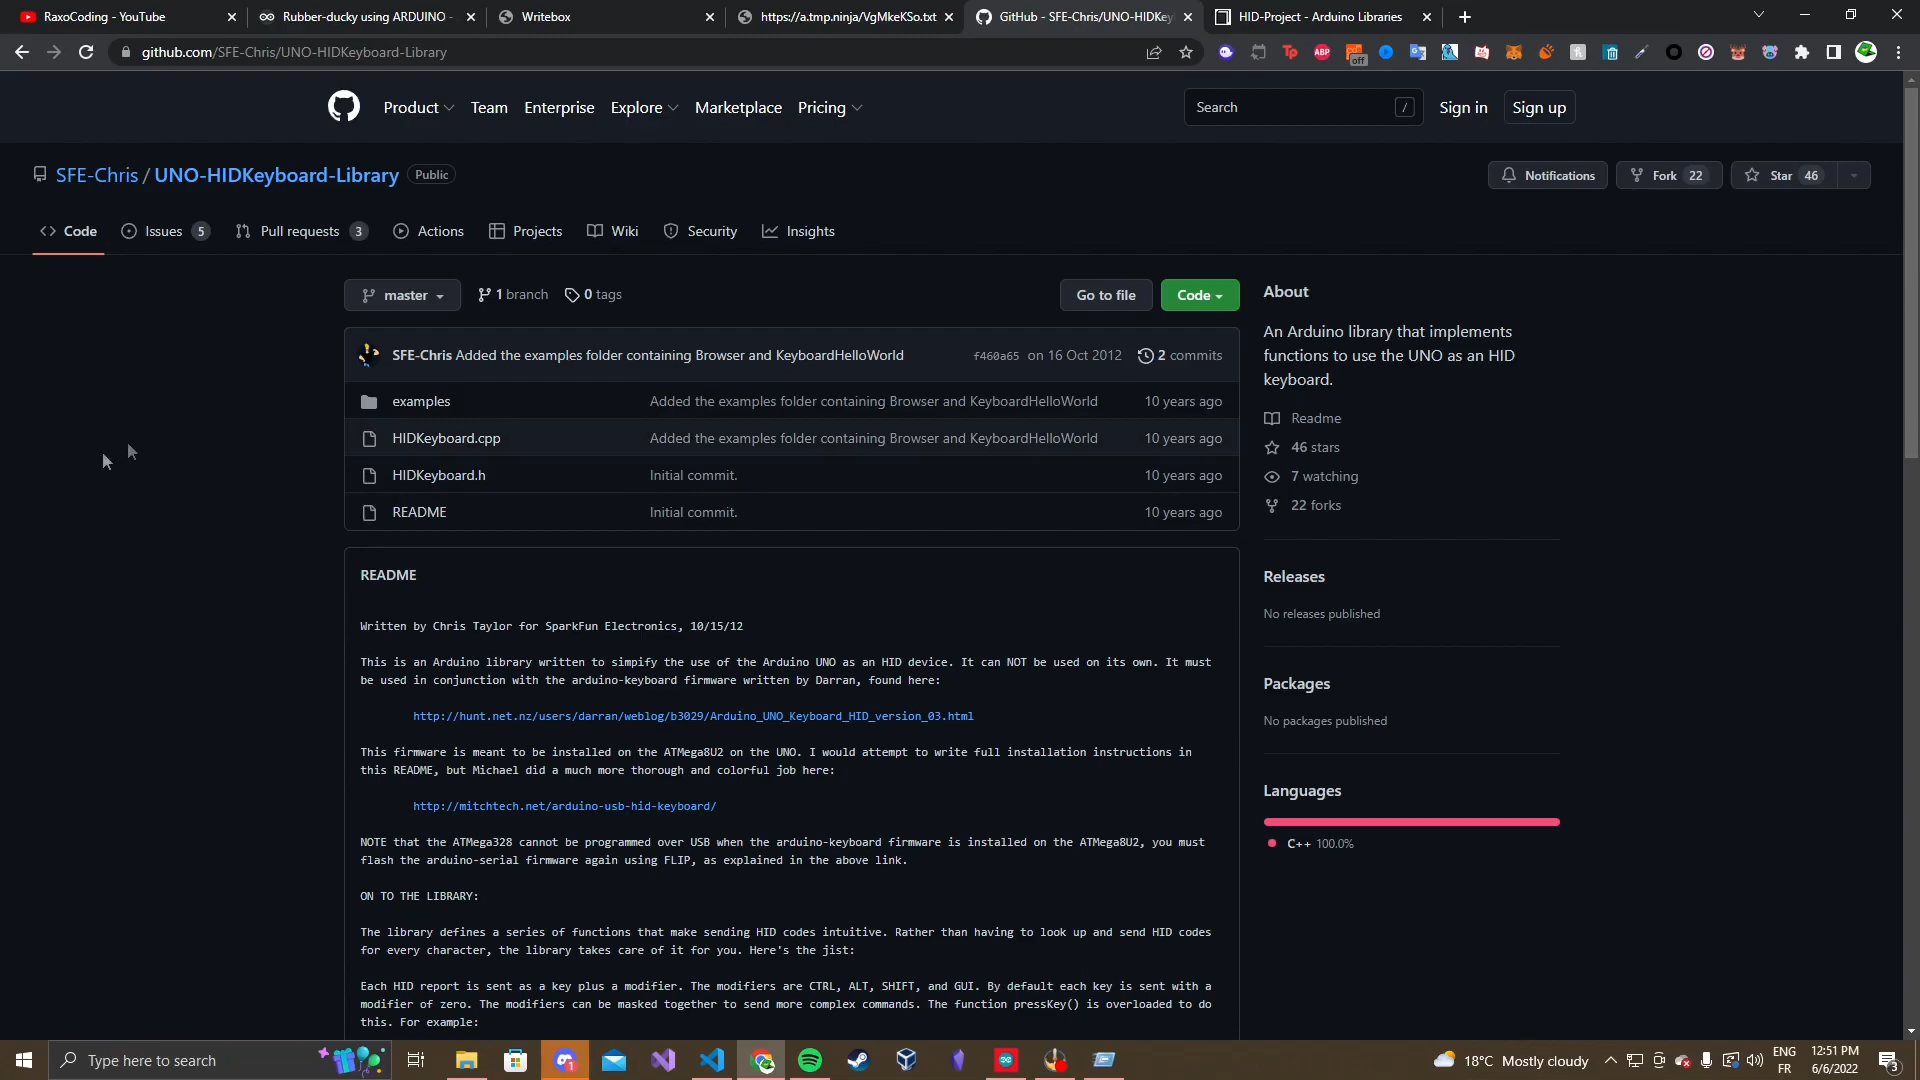 RaxoCoding - YouTube
Rubber-ducky using ARDUINO -
Writebox
https://a.tmp.ninja/VgMkeKSo.txt
GitHub - SFE-Chris/UNO-HIDKey
HID-Project - Arduino Libraries
github.com/SFE-Chris/UNO-HIDKeyboard-Library
Tp
ABP
off
Product
Team
Enterprise
Explore
Marketplace
Pricing
Search
/
Sign in
Sign up
SFE-Chris / UNO-HIDKeyboard-Library
Public
Notifications
Fork 22
Star 46
Code
Issues 5
Pull requests 3
Actions
Projects
Wiki
Security
Insights
master
1 branch
0 tags
Go to file
Code
SFE-Chris Added the examples folder containing Browser and KeyboardHelloWorld
f460a65 on 16 Oct 2012
2 commits
examples
Added the examples folder containing Browser and KeyboardHelloWorld
10 years ago
HIDKeyboard.cpp
Added the examples folder containing Browser and KeyboardHelloWorld
10 years ago
HIDKeyboard.h
Initial commit.
10 years ago
README
Initial commit.
10 years ago
README
Written by Chris Taylor for SparkFun Electronics, 10/15/12
This is an Arduino library written to simpify the use of the Arduino UNO as an HID device. It can NOT be used on its own. It must
be used in conjunction with the arduino-keyboard firmware written by Darran, found here:
http://hunt.net.nz/users/darran/weblog/b3029/Arduino_UNO_Keyboard_HID_version_03.html
This firmware is meant to be installed on the ATMega8U2 on the UNO. I would attempt to write full installation instructions in
this README, but Michael did a much more thorough and colorful job here:
http://mitchtech.net/arduino-usb-hid-keyboard/
NOTE that the ATMega328 cannot be programmed over USB when the arduino-keyboard firmware is installed on the ATMega8U2, you must
flash the arduino-serial firmware again using FLIP, as explained in the above link.
ON TO THE LIBRARY:
The library defines a series of functions that make sending HID codes intuitive. Rather than having to look up and send HID codes
for every character, the library takes care of it for you. Here's the jist:
Each HID report is sent as a key plus a modifier. The modifiers are CTRL, ALT, SHIFT, and GUI. By default each key is sent with a
modifier of zero. The modifiers can be masked together to send more complex commands. The function pressKey() is overloaded to do
this. For example:
About
An Arduino library that implements
functions to use the UNO as an HID
keyboard.
Readme
46 stars
7 watching
22 forks
Releases
No releases published
Packages
No packages published
Languages
C++ 100.0%
Type here to search
1
18°C Mostly cloudy
ENG
FR
12:51 PM
6/6/2022
3